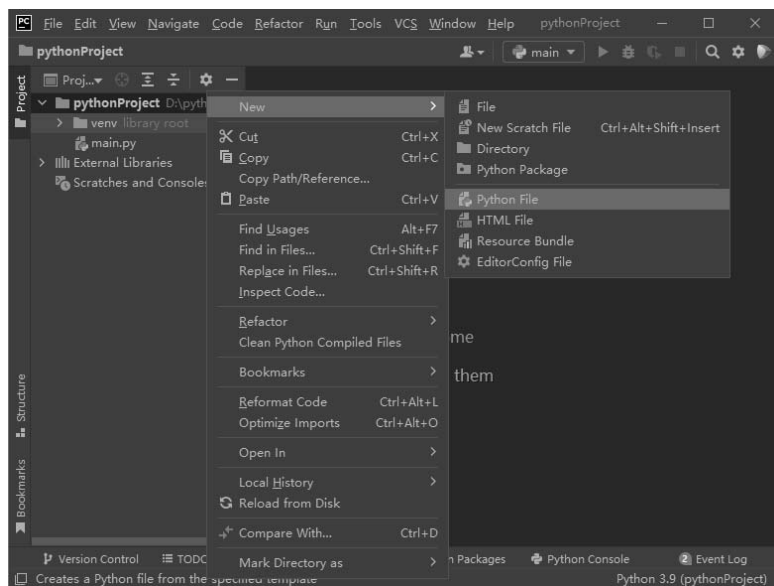 PC File Edit View Navigate Code Refactor Run Tools VCS Window Help pythonProject
pythonProject main
Project Proj...
pythonProject D:\pyth
venv library root
main.py
External Libraries
Scratches and Consoles
New
Cut Ctrl+X
Copy Ctrl+C
Copy Path/Reference...
Paste Ctrl+V
Find Usages Alt+F7
Find in Files... Ctrl+Shift+F
Replace in Files... Ctrl+Shift+R
Inspect Code...
Refactor
Clean Python Compiled Files
Bookmarks
Reformat Code Ctrl+Alt+L
Optimize Imports Ctrl+Alt+O
Open In
Local History
Reload from Disk
Compare With... Ctrl+D
Mark Directory as
File
New Scratch File Ctrl+Alt+Shift+Insert
Directory
Python Package
Python File
HTML File
Resource Bundle
EditorConfig File
me
them
Structure
Bookmarks
Version Control TODO Packages Python Console 2 Event Log
Creates a Python file from the specified template Python 3.9 (pythonProject)